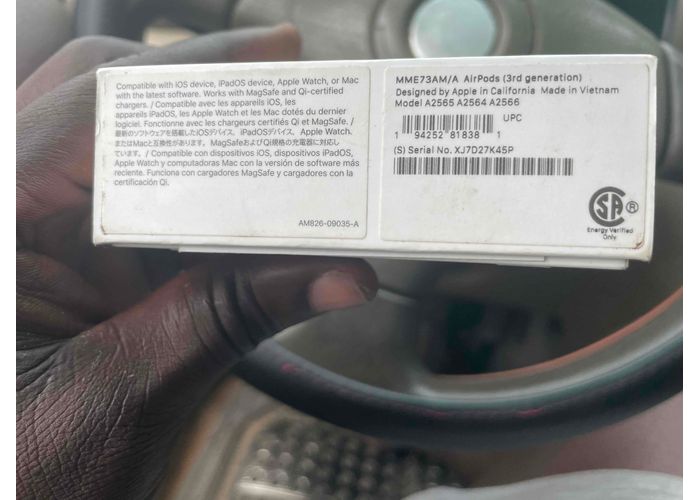 Compatible with iOS device, iPadOS device, Apple Watch, or Mac
with the latest software. Works with MagSafe and Qi-certified
chargers. / Compatible avec les appareils iOS, les
appareils iPadOS, les Apple Watch et les Mac dotés du dernier
logiciel. Fonctionne avec les chargeurs certifiés Qi et MagSafe. /
最新のソフトウェアを搭載したiOSデバイス、iPadOSデバイス、Apple Watch、
またはMacと互換性があります。MagSafeおよびQi規格の充電器に対応し
ています。/ Compatible con dispositivos iOS, dispositivos iPadOS,
Apple Watch y computadoras Mac con la versión de software más
reciente. Funciona con cargadores MagSafe y cargadores con la
certificación Qi.
AM826-09035-A
MME73AM/A AirPods (3rd generation)
Designed by Apple in California Made in Vietnam
Model A2565 A2564 A2566
UPC
1 94252 81838 1
(S) Serial No. XJ7D27K45P
SA ®
Energy Verified
Only